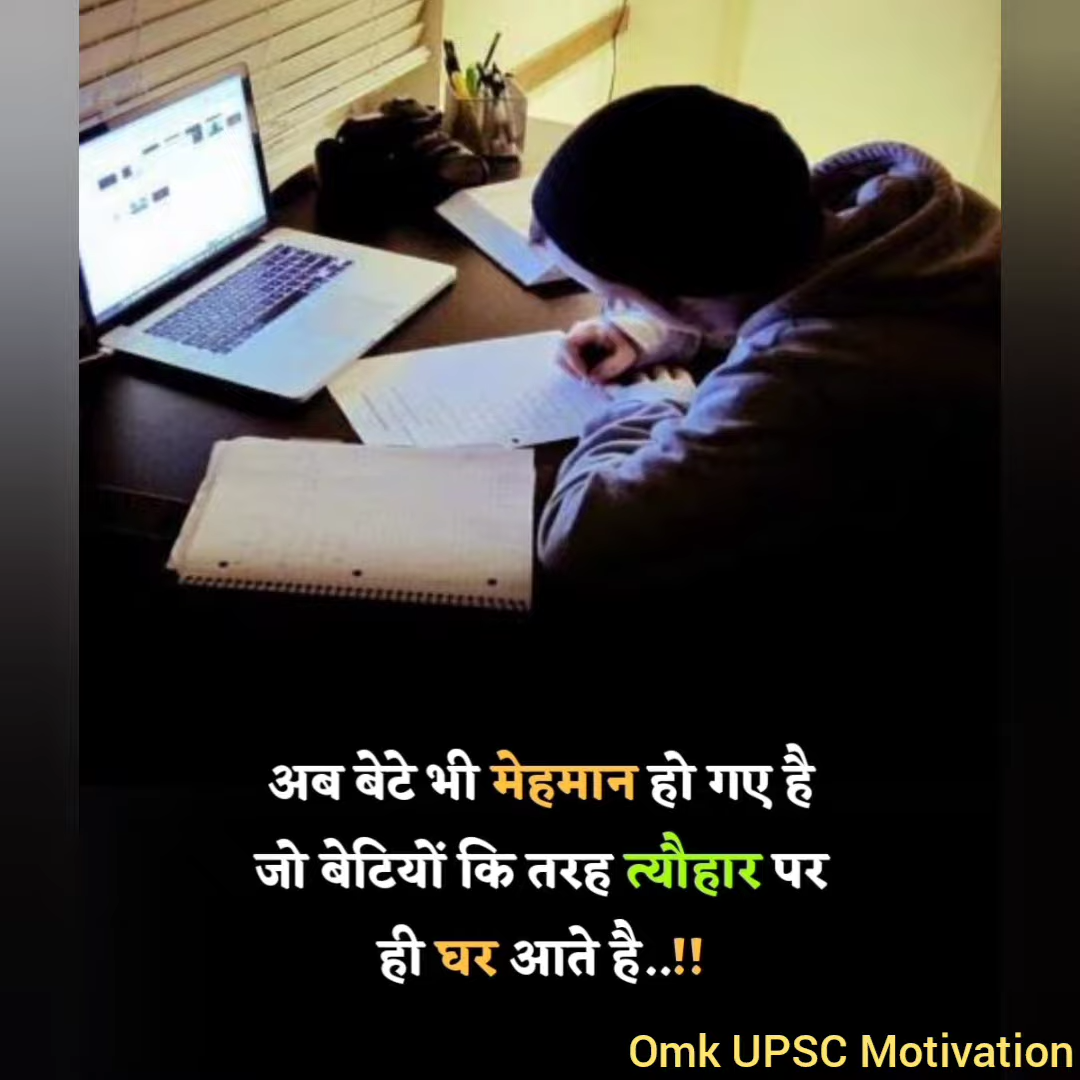 अब बेटे भी मेहमान हो गए है
जो बेटियों कि तरह त्यौहार पर
ही घर आते है..!!
Omk UPSC Motivation